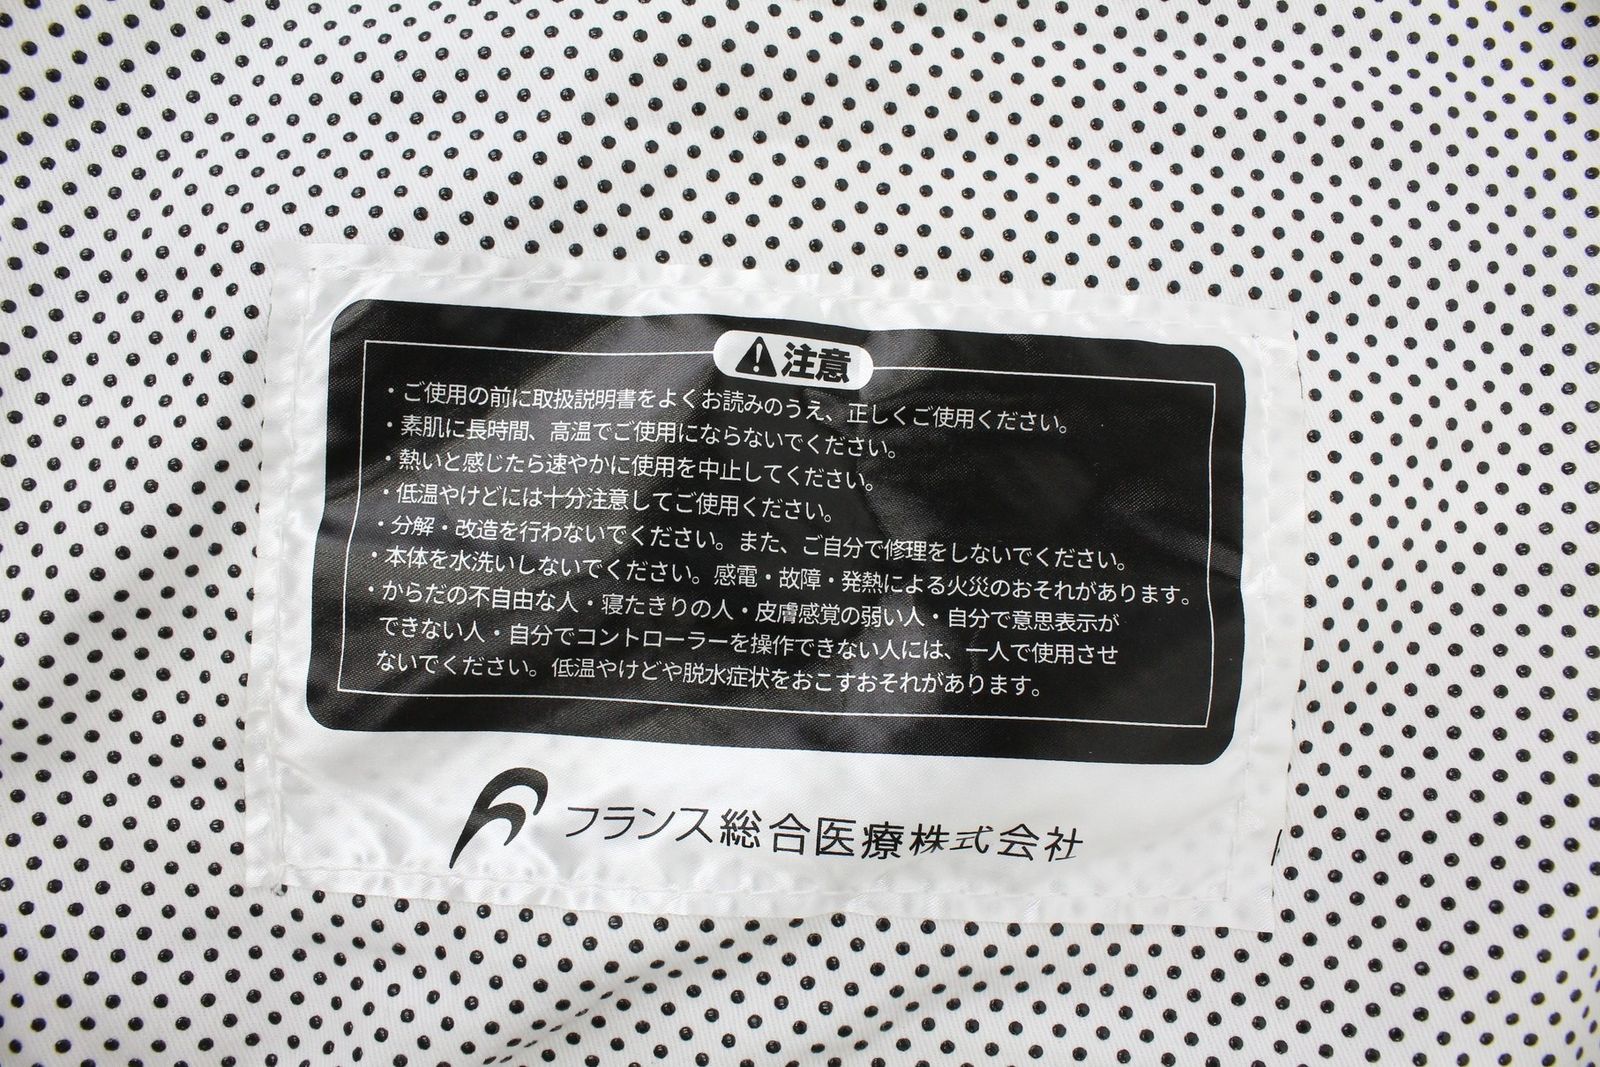 注意
・ご使用の前に取扱説明書をよくお読みのうえ、正しくご使用ください。
・素肌に長時間、高温でご使用にならないでください。
・熱いと感じたら速やかに使用を中止してください。
・低温やけどには十分注意してご使用ください。
・分解・改造を行わないでください。また、ご自分で修理をしないでください。
・本体を水洗いしないでください。感電・故障・発熱による火災のおそれがあります。
・からだの不自由な人・寝たきりの人・皮膚感覚の弱い人・自分で意思表示が
できない人・自分でコントローラーを操作できない人には、一人で使用させ
ないでください。低温やけどや脱水症状をおこすおそれがあります。
フランス総合医療株式会社